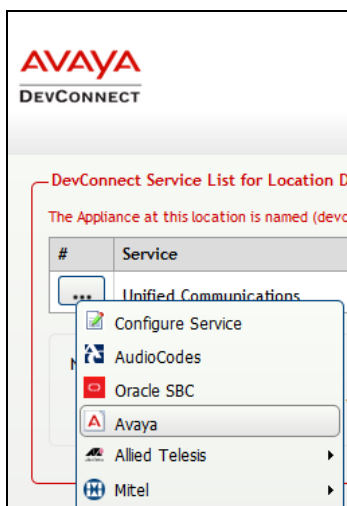 AVAYA
DEVCONNECT
DevConnect Service List for Location D
The Appliance at this location is named (devc
# Service
... Unified Communications
Configure Service
AudioCodes
Oracle SBC
Avaya
Allied Telesis
Mitel